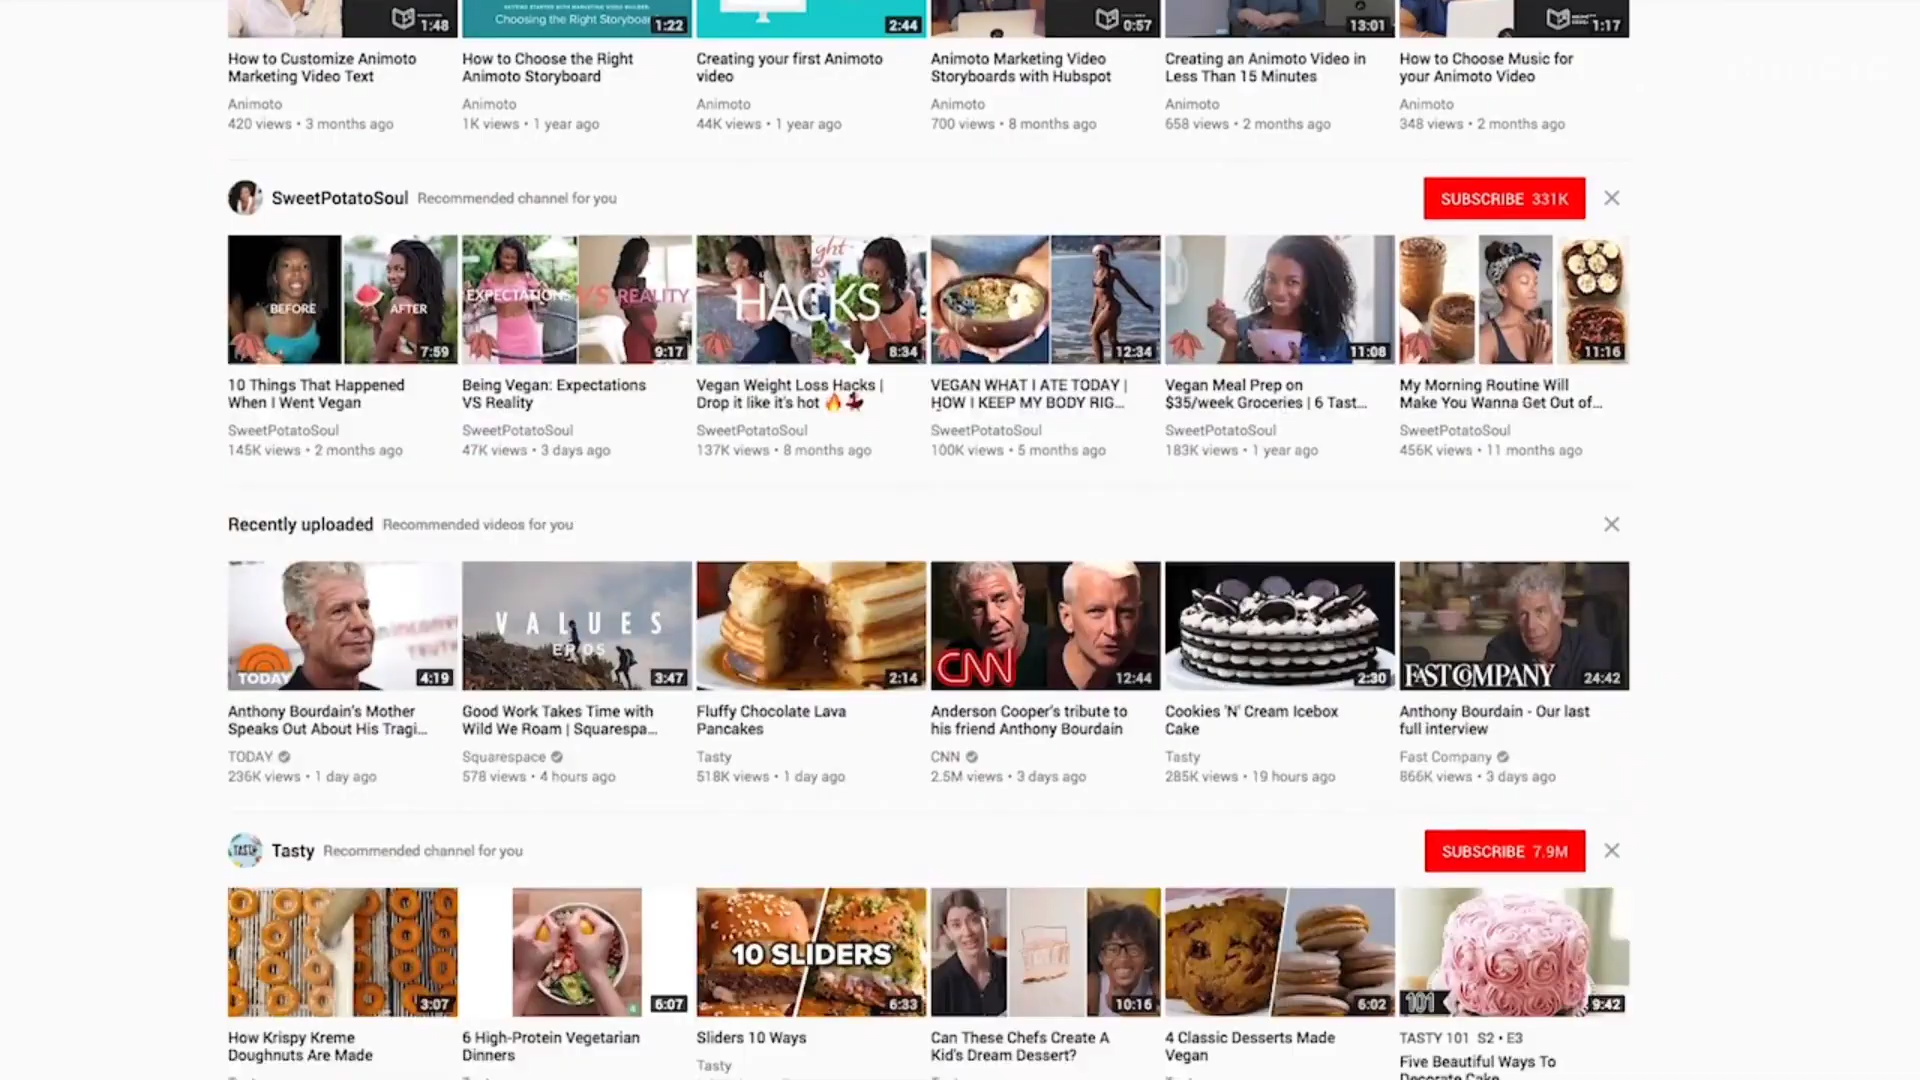 1:48
GETTING STARTED WITH MARKETING VIDEO BUILDER:
Choosing the Right Storyboar
1:22
2:44
0:57
13:01
1:17
How to Customize Animoto
Marketing Video Text
Animoto
420 views • 3 months ago
How to Choose the Right
Animoto Storyboard
Animoto
1K views • 1 year ago
Creating your first Animoto
video
Animoto
44K views • 1 year ago
Animoto Marketing Video
Storyboards with Hubspot
Animoto
700 views • 8 months ago
Creating an Animoto Video in
Less Than 15 Minutes
Animoto
658 views • 2 months ago
How to Choose Music for
your Animoto Video
Animoto
348 views • 2 months ago
SweetPotatoSoul Recommended channel for you
SUBSCRIBE 331K
BEFORE
AFTER
7:59
EXPECTATIONS VS REALITY
9:17
HACKS
8:34
12:34
11:08
11:16
10 Things That Happened
When I Went Vegan
SweetPotatoSoul
145K views • 2 months ago
Being Vegan: Expectations
VS Reality
SweetPotatoSoul
47K views • 3 days ago
Vegan Weight Loss Hacks |
Drop it like it's hot 🔥💃
SweetPotatoSoul
137K views • 8 months ago
VEGAN WHAT I ATE TODAY |
HOW I KEEP MY BODY RIG...
SweetPotatoSoul
100K views • 5 months ago
Vegan Meal Prep on
$35/week Groceries | 6 Tast...
SweetPotatoSoul
183K views • 1 year ago
My Morning Routine Will
Make You Wanna Get Out of...
SweetPotatoSoul
456K views • 11 months ago
Recently uploaded Recommended videos for you
TODAY
4:19
VALUES
3:47
2:14
CNN
12:44
2:30
FAST COMPANY
24:42
Anthony Bourdain's Mother
Speaks Out About His Tragi...
TODAY
236K views • 1 day ago
Good Work Takes Time with
Wild We Roam | Squarespa...
Squarespace
578 views • 4 hours ago
Fluffy Chocolate Lava
Pancakes
Tasty
518K views • 1 day ago
Anderson Cooper's tribute to
his friend Anthony Bourdain
CNN
2.5M views • 3 days ago
Cookies 'N' Cream Icebox
Cake
Tasty
285K views • 19 hours ago
Anthony Bourdain - Our last
full interview
Fast Company
866K views • 3 days ago
TASTY
Tasty Recommended channel for you
SUBSCRIBE 7.9M
3:07
6:07
10 SLIDERS
6:33
10:16
6:02
101
9:42
How Krispy Kreme
Doughnuts Are Made
6 High-Protein Vegetarian
Dinners
Sliders 10 Ways
Tasty
Can These Chefs Create A
Kid's Dream Dessert?
4 Classic Desserts Made
Vegan
TASTY 101 S2 • E3
Five Beautiful Ways To
Decorate Cake